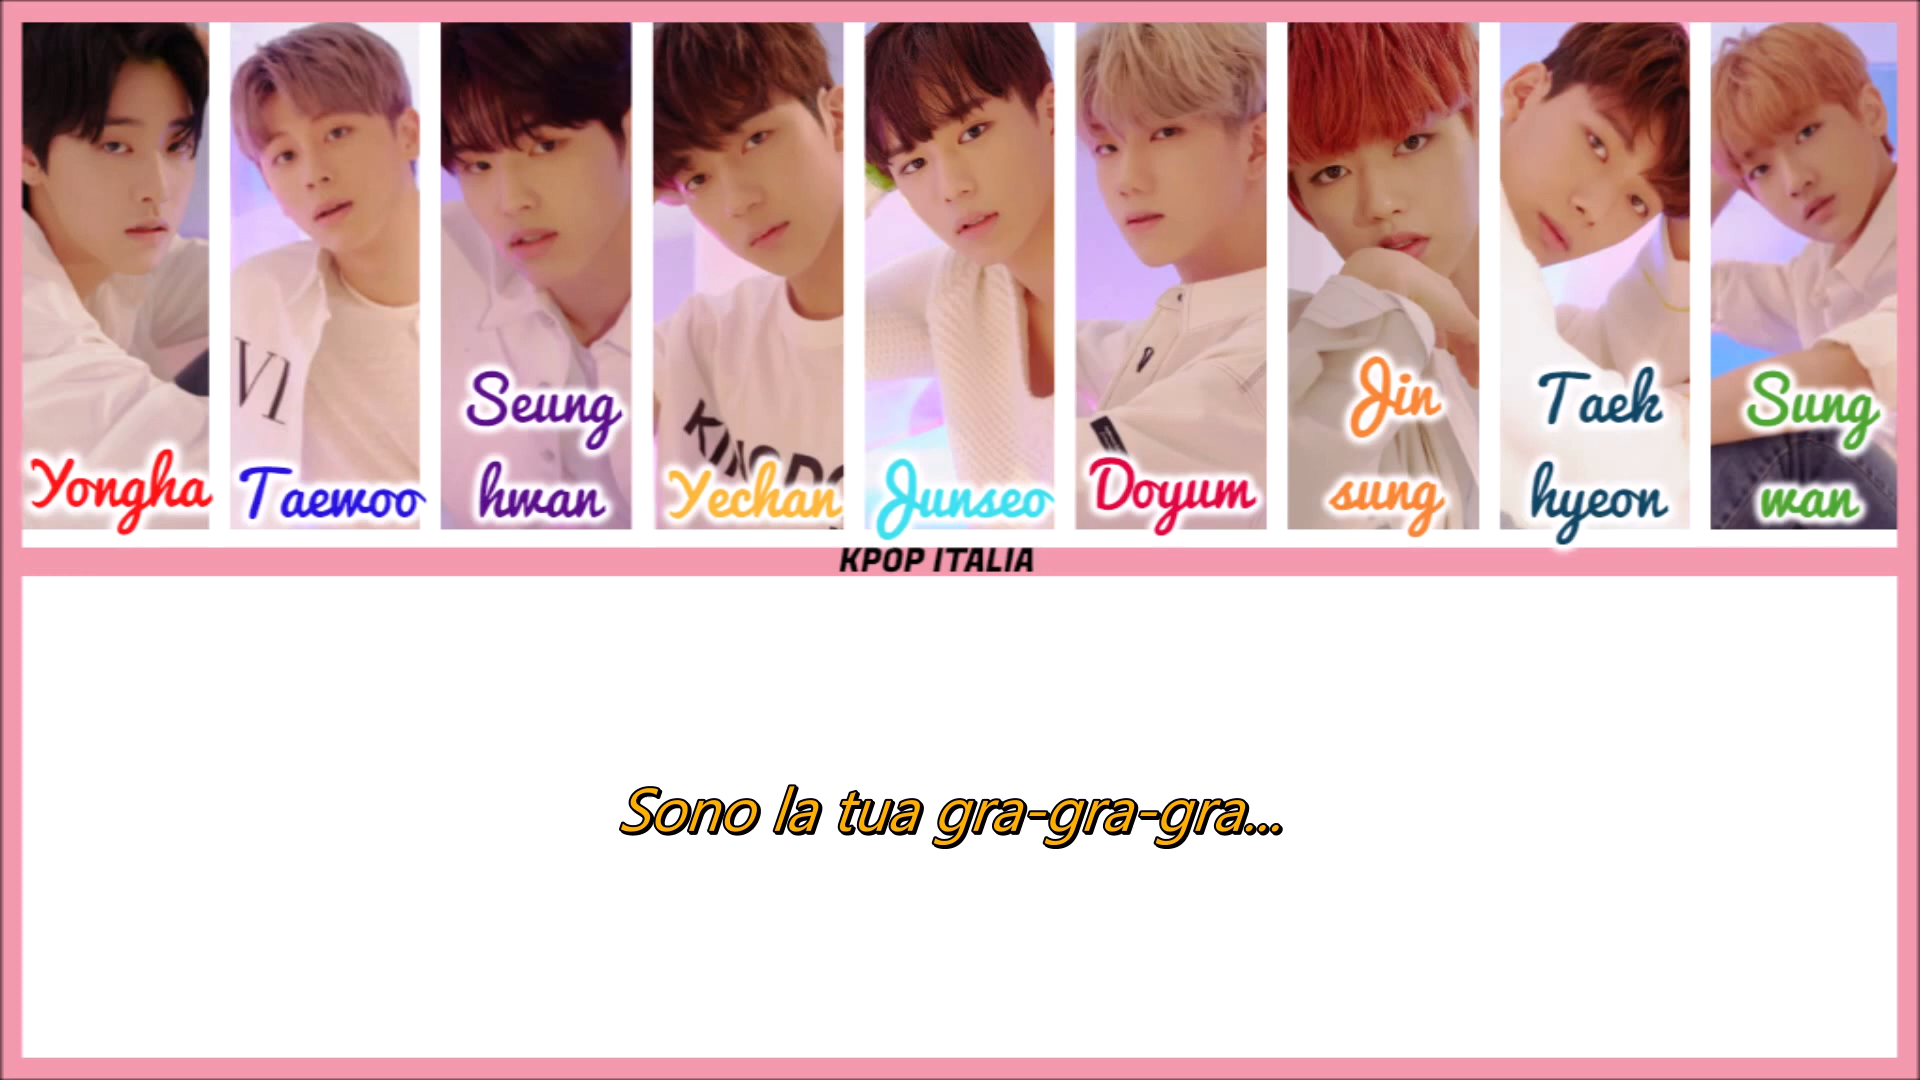 Yongha
Taewoo
Seung
hwan
Yechan
Junseo
Doyum
Jin
sung
Taek
hyeon
Sung
wan
VI
KPOP ITALIA
Sono la tua gra-gra-gra...